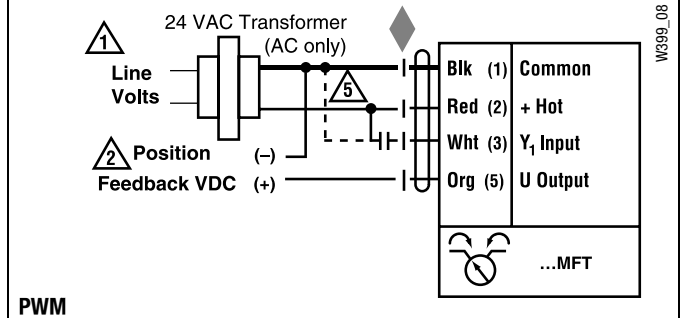 W399_08
24 VAC Transformer
(AC only)
1
Line
Volts
5
2
Position (–)
Feedback VDC (+)
Blk (1) Common
Red (2) + Hot
Wht (3) Y1 Input
Org (5) U Output
...MFT
PWM